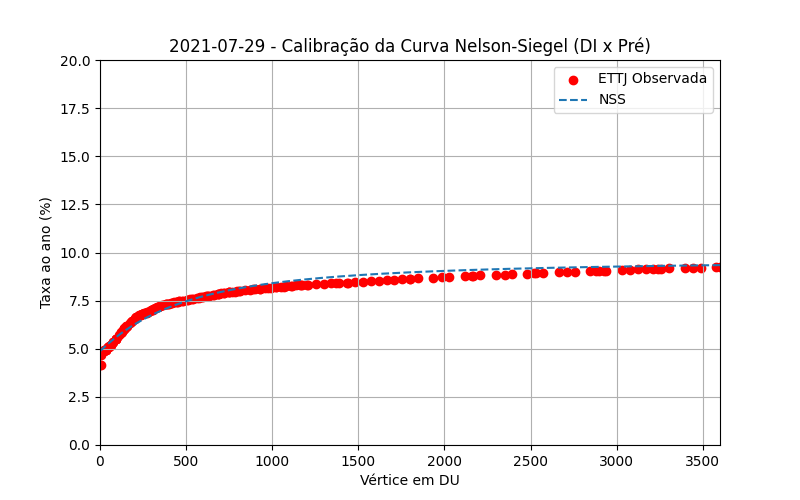 2021-07-29 - Calibração da Curva Nelson-Siegel (DI x Pré)
ETTJ Observada
NSS
Taxa ao ano (%)
20.0
17.5
15.0
12.5
10.0
7.5
5.0
2.5
0.0
0 500 1000 1500 2000 2500 3000 3500
Vértice em DU